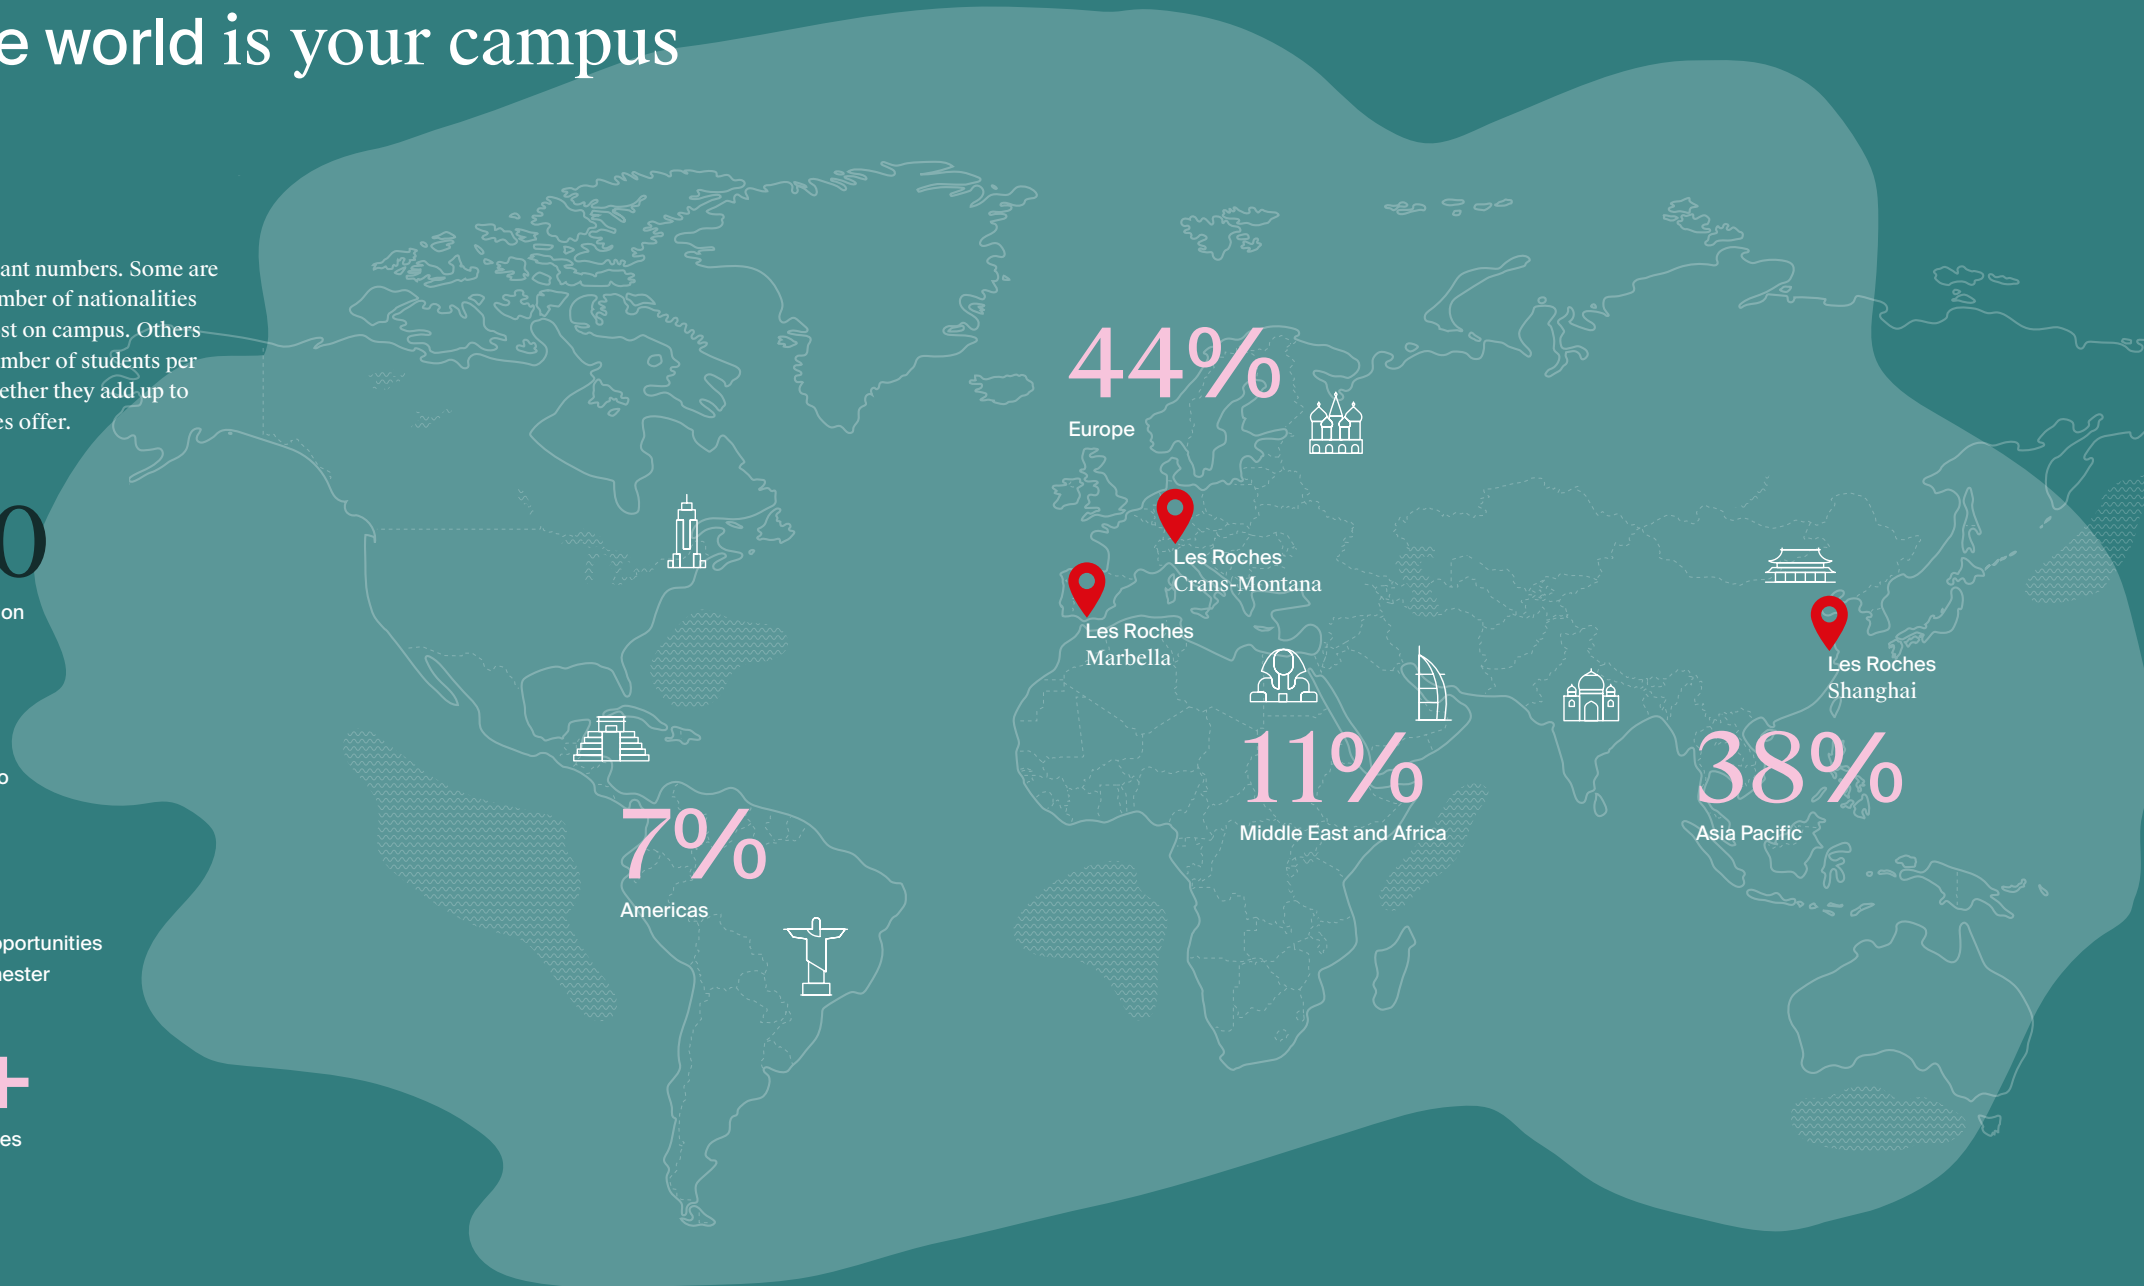 e world is your campus
ant numbers. Some are
mber of nationalities
st on campus. Others
mber of students per
ether they add up to
es offer.
0
on
o
pportunities
ester
+
es
44%
Europe
Les Roches
Crans-Montana
Les Roches
Marbella
Les Roches
Shanghai
11%
Middle East and Africa
38%
Asia Pacific
7%
Americas